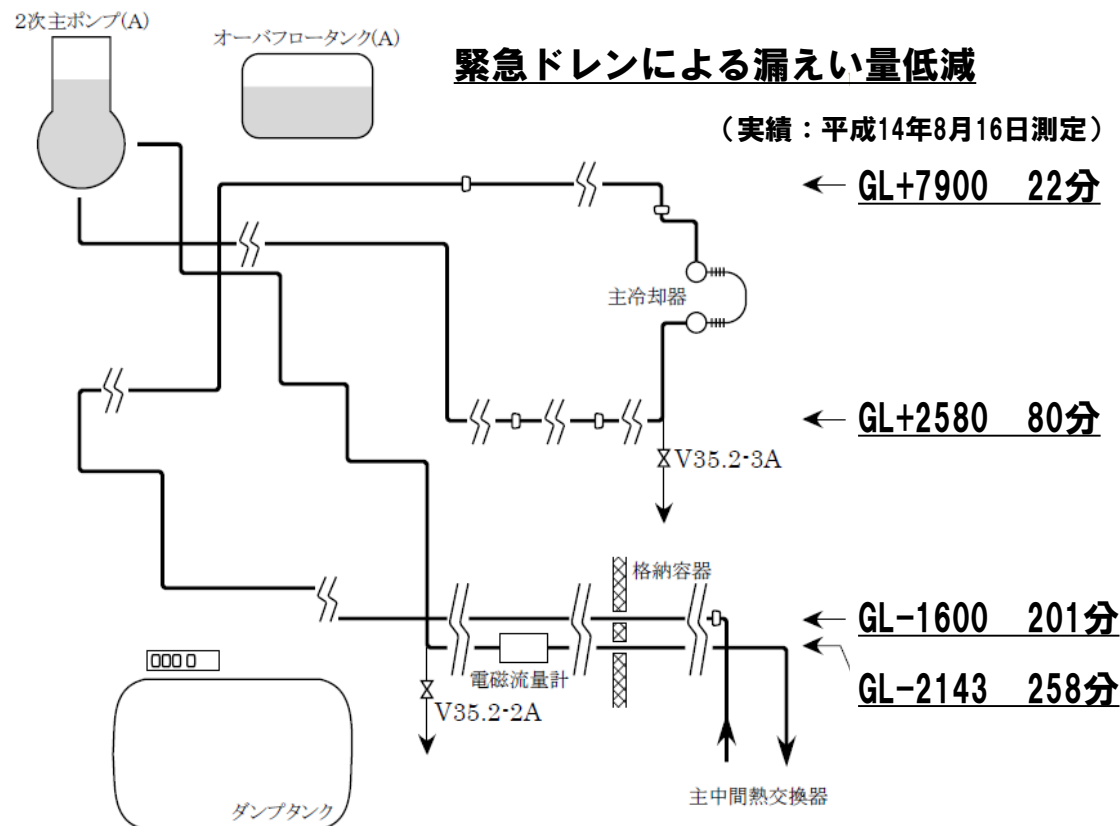 2次主ポンプ(A)
オーバフロータンク(A)
緊急ドレンによる漏えい量低減
(実績：平成14年8月16日測定)
GL+7900 22分
主冷却器
GL+2580 80分
V35.2-3A
格納容器
GL-1600 201分
電磁流量計
GL-2143 258分
V35.2-2A
0000
主中間熱交換器
ダンプタンク